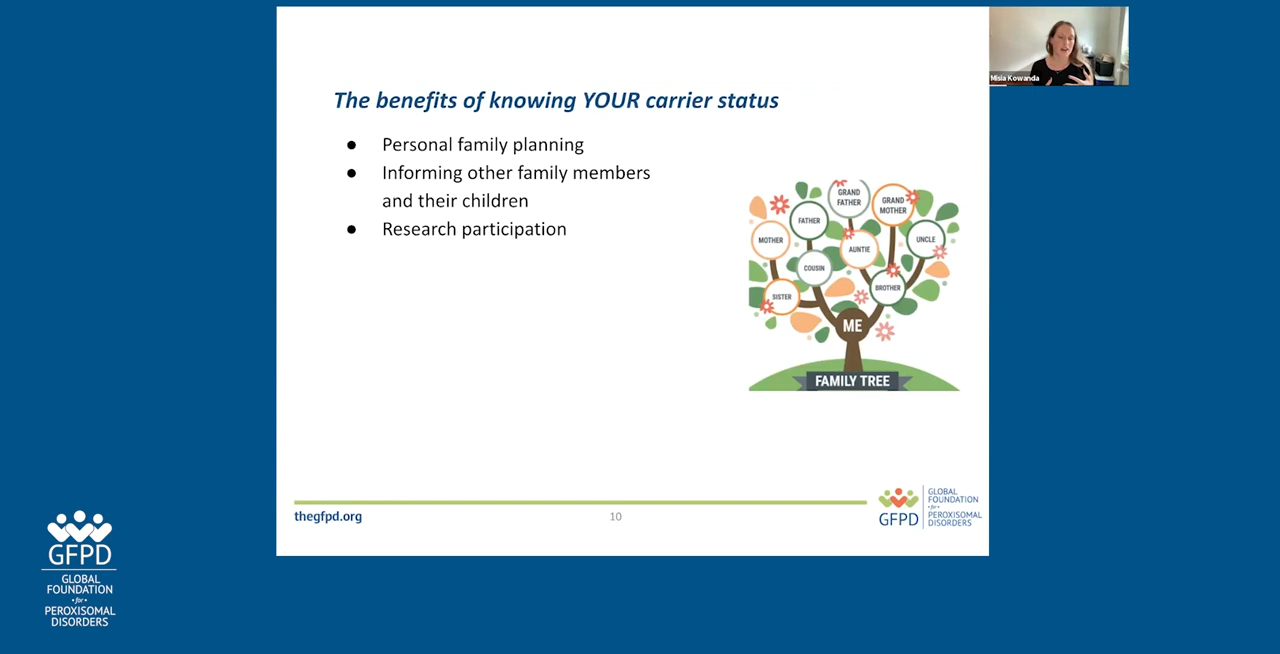 Misia Kowanda
The benefits of knowing YOUR carrier status
● Personal family planning
● Informing other family members
and their children
● Research participation
GRAND
FATHER
GRAND
MOTHER
FATHER
MOTHER
AUNTIE
UNCLE
COUSIN
SISTER
BROTHER
ME
FAMILY TREE
thegfpd.org
10
GFPD
GLOBAL
FOUNDATION
for
PEROXISOMAL
DISORDERS
GFPD
GLOBAL
FOUNDATION
for
PEROXISOMAL
DISORDERS